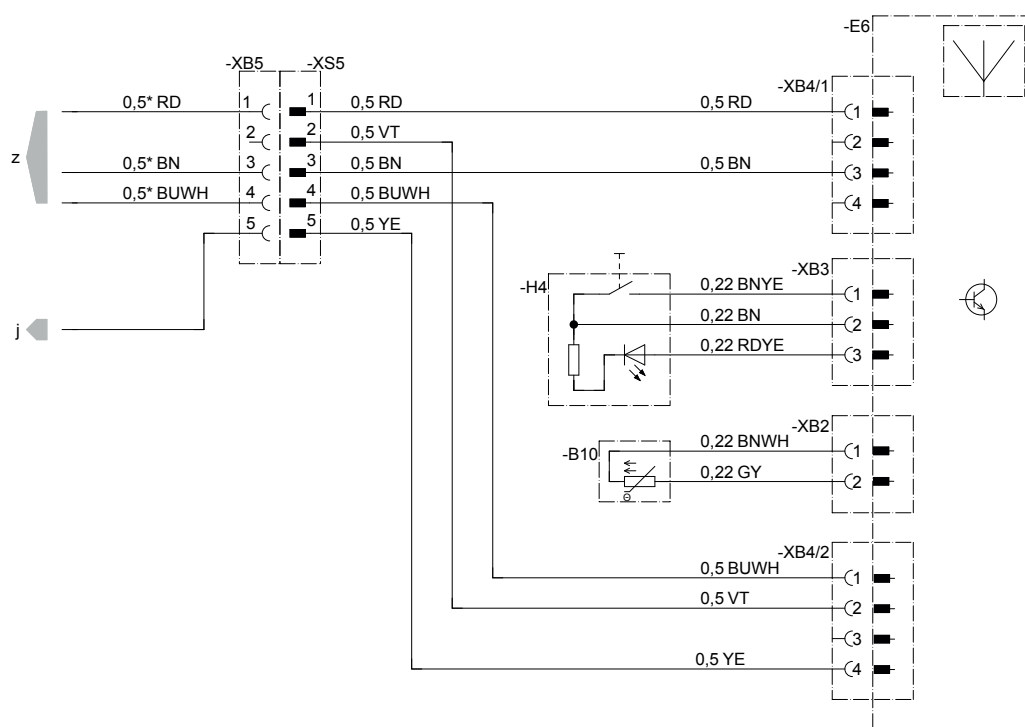 -E6
-XB5 -XS5
-XB4/1
0,5* RD 1 1 0,5 RD 0,5 RD 1
2 2 0,5 VT 2
z 0,5* BN 3 3 0,5 BN 0,5 BN 3
0,5* BUWH 4 4 0,5 BUWH 4
5 5 0,5 YE
-XB3
-H4 0,22 BNYE 1
j 0,22 BN 2
0,22 RDYE 3
-XB2
-B10 0,22 BNWH 1
0,22 GY 2
-XB4/2
0,5 BUWH 1
0,5 VT 2
3
0,5 YE 4